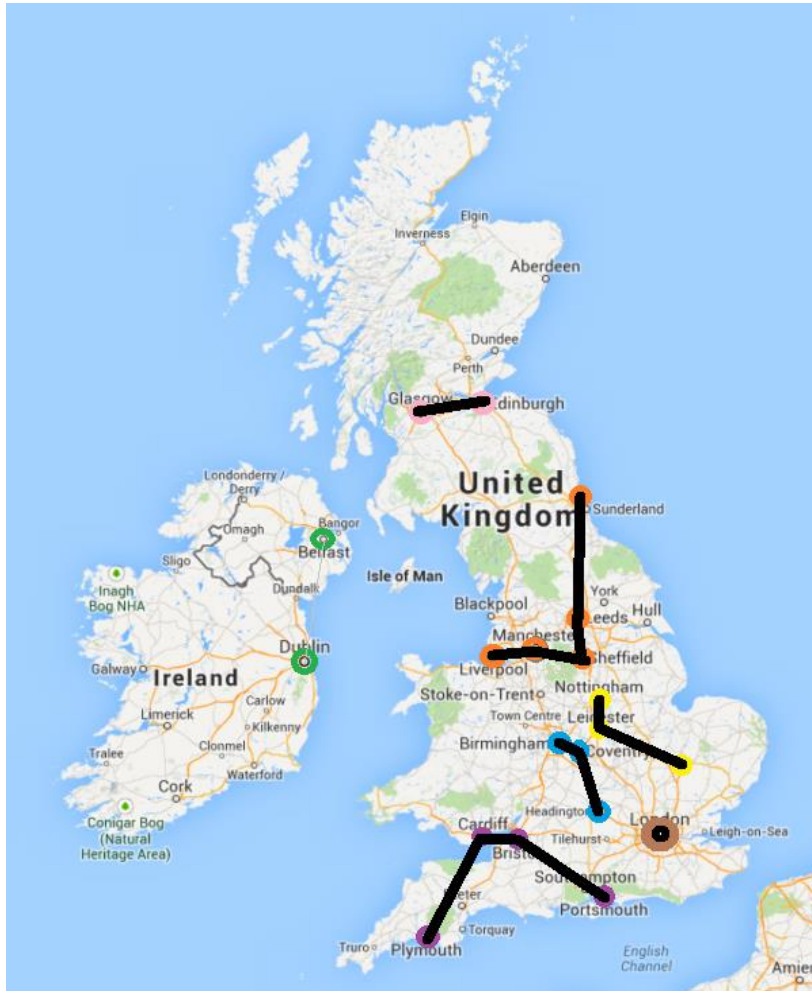 Elgin
Inverness
Aberdeen
Dundee
Perth
Glasgow
Edinburgh
United
Kingdom
Sunderland
Londonderry /
Derry
Omagh
Bangor
Belfast
Sligo
Isle of Man
Inagh
Bog NHA
Dundalk
Blackpool
York
Leeds
Hull
Manchester
Dublin
Galway
Ireland
Liverpool
Sheffield
Nottingham
Stoke-on-Trent
Carlow
Limerick
Kilkenny
Leicester
Town Centre
Tralee
Clonmel
Waterford
Birmingham
Coventry
Cork
Conigar Bog
(Natural
Heritage Area)
Headington
Cardiff
London
Leigh-on-Sea
Tilehurst
Bristol
Southampton
Exeter
Portsmouth
Torquay
Truro
Plymouth
English
Channel
Amien